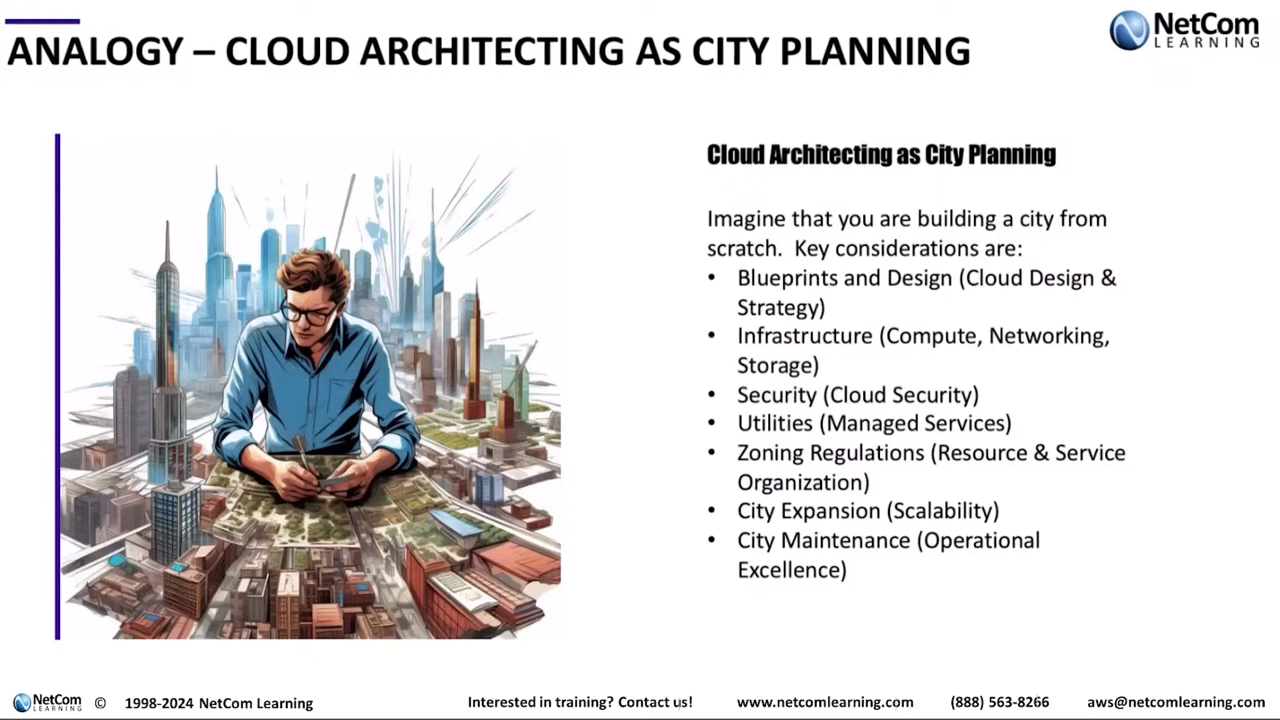 ANALOGY – CLOUD ARCHITECTING AS CITY PLANNING
NetCom
LEARNING
Cloud Architecting as City Planning
Imagine that you are building a city from
scratch.  Key considerations are:
• Blueprints and Design (Cloud Design &
Strategy)
• Infrastructure (Compute, Networking,
Storage)
• Security (Cloud Security)
• Utilities (Managed Services)
• Zoning Regulations (Resource & Service
Organization)
• City Expansion (Scalability)
• City Maintenance (Operational
Excellence)
NetCom
LEARNING
© 1998-2024 NetCom Learning
Interested in training? Contact us!
www.netcomlearning.com
(888) 563-8266
aws@netcomlearning.com